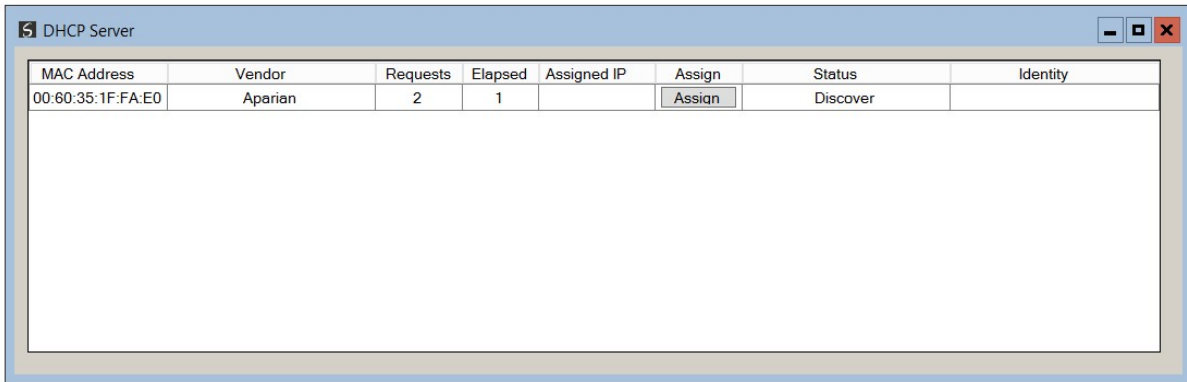 DHCP Server
MAC Address Vendor Requests Elapsed Assigned IP Assign Status Identity
00:60:35:1F:FA:E0 Aparian 2 1 Assign Discover